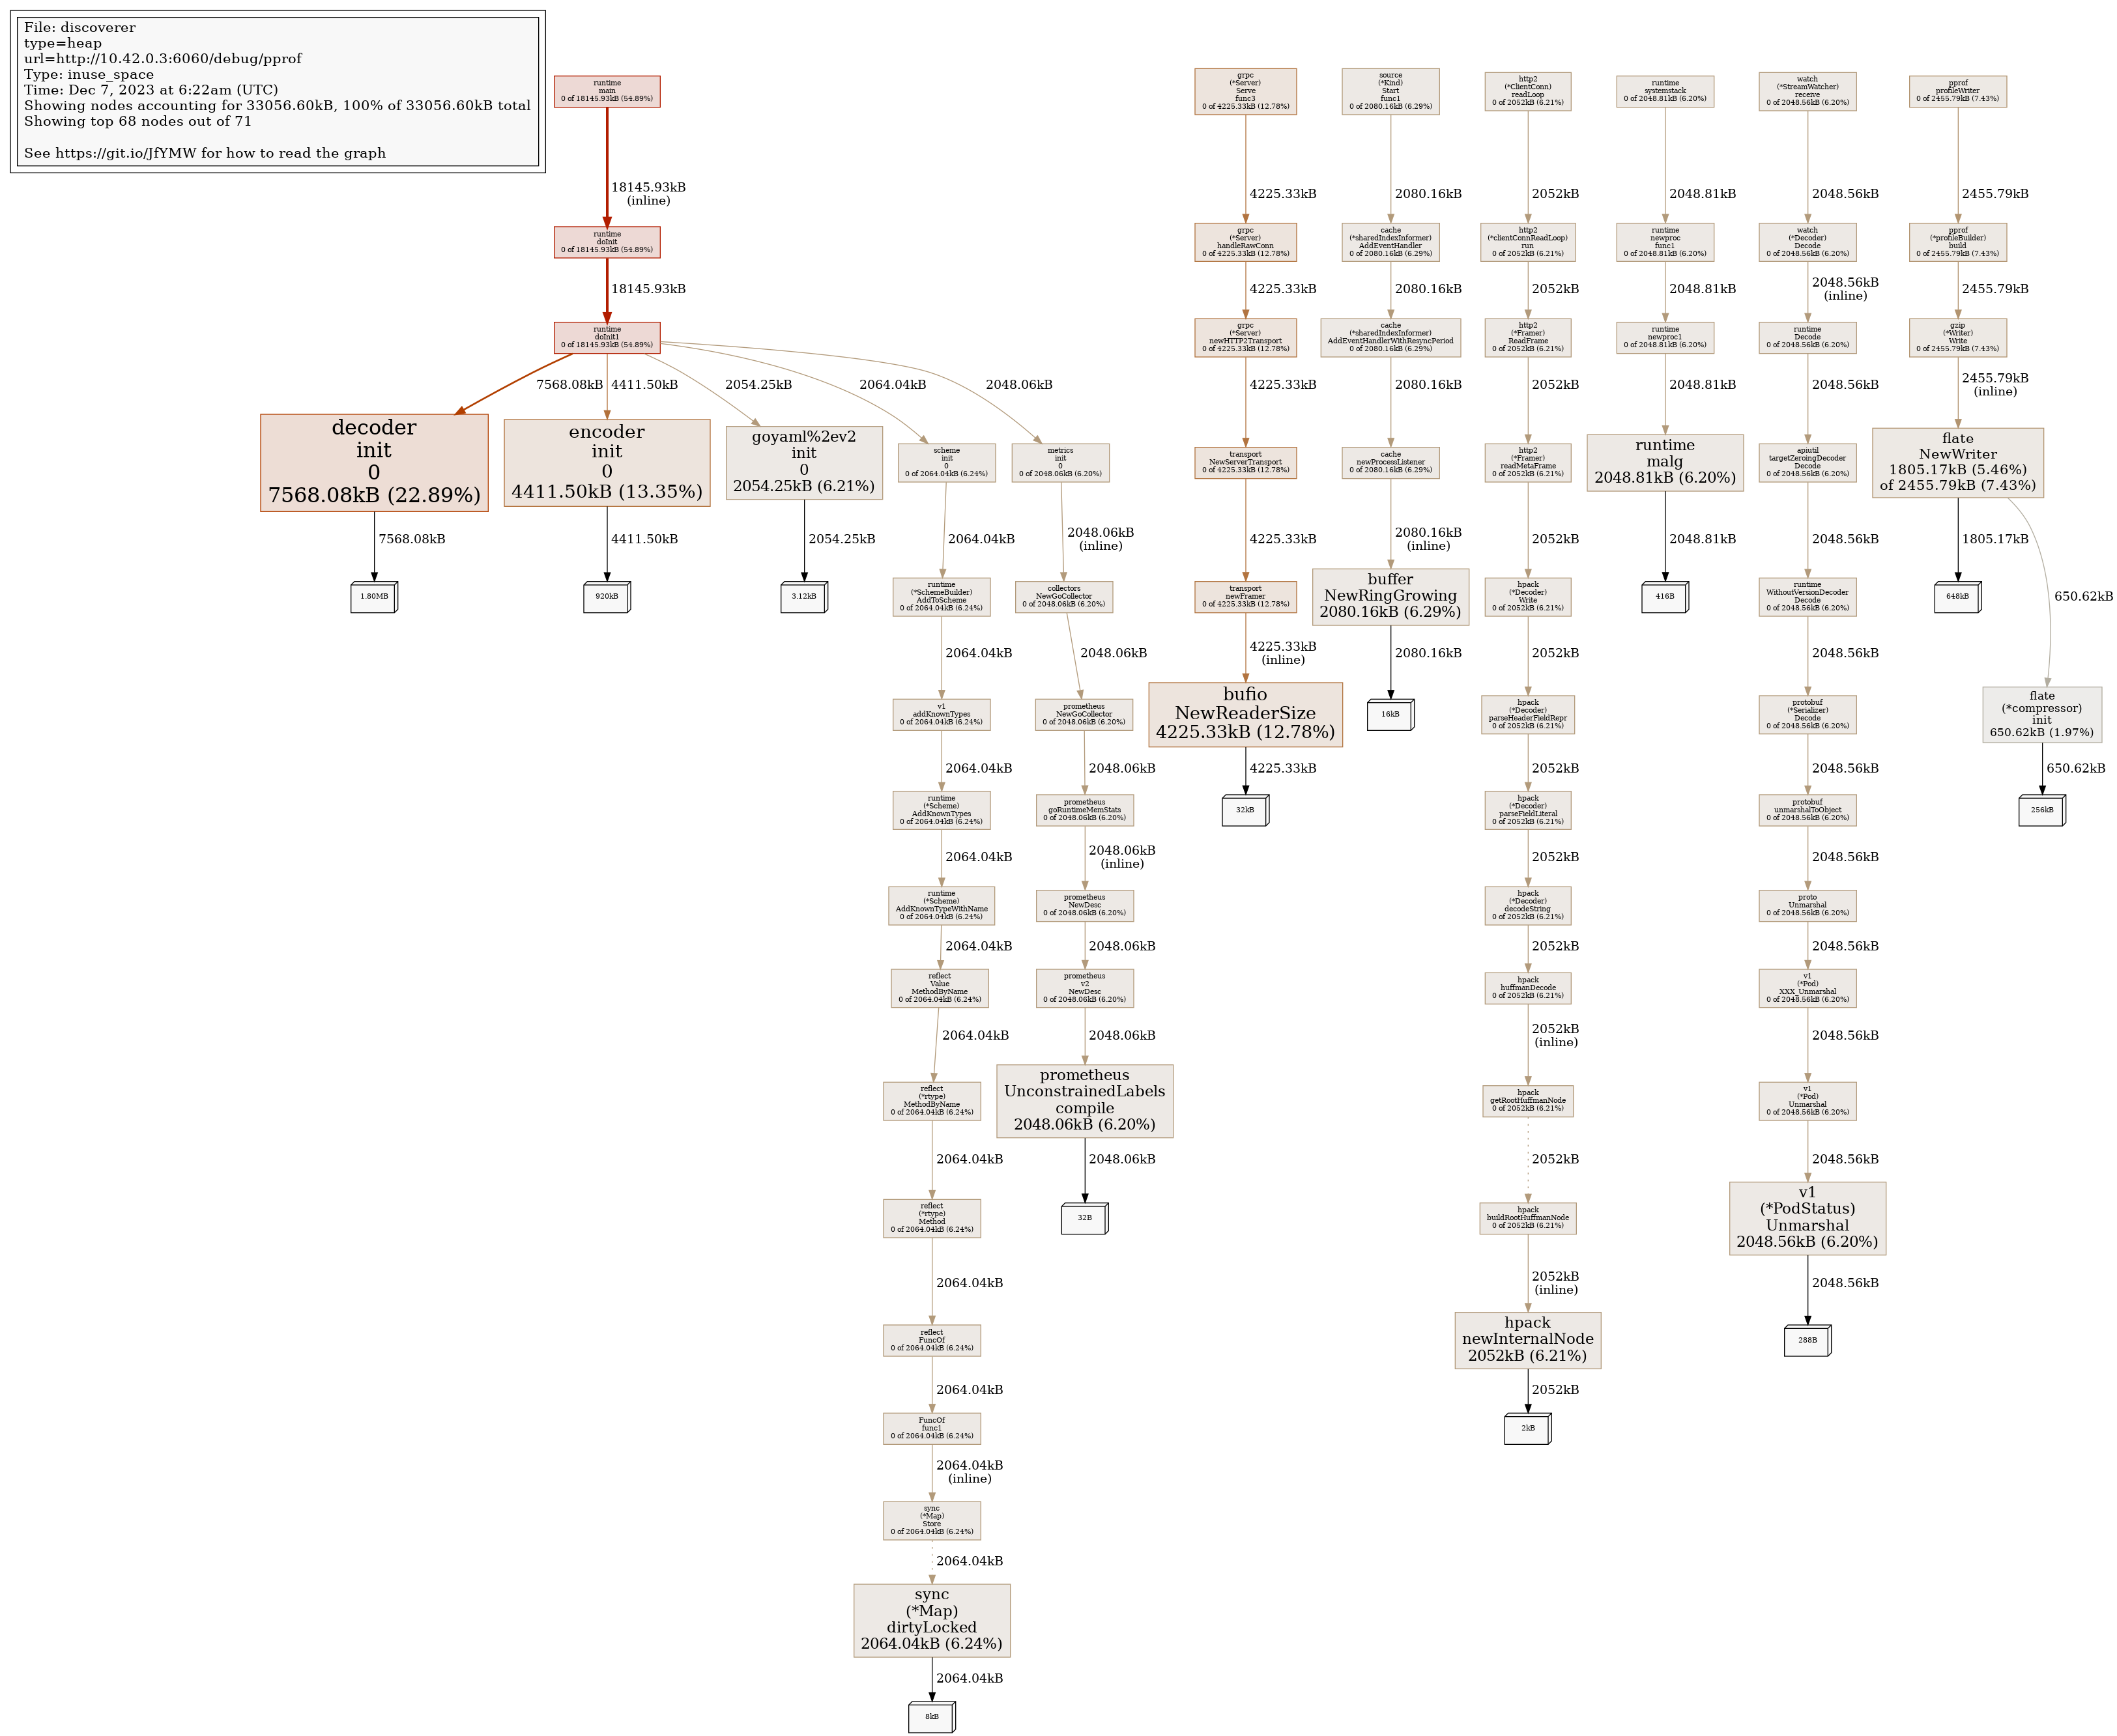 File: discoverer
type=heap
url=http://10.42.0.3:6060/debug/pprof
Type: inuse_space
Time: Dec 7, 2023 at 6:22am (UTC)
Showing nodes accounting for 33056.60kB, 100% of 33056.60kB total
Showing top 68 nodes out of 71
See https://git.io/JfYMW for how to read the graph
runtime
main
0 of 18145.93kB (54.89%)
18145.93kB
(inline)
runtime
doInit
0 of 18145.93kB (54.89%)
18145.93kB
runtime
doInit1
0 of 18145.93kB (54.89%)
7568.08kB
4411.50kB
2054.25kB
2064.04kB
2048.06kB
decoder
init
0
7568.08kB (22.89%)
7568.08kB
1.80MB
encoder
init
0
4411.50kB (13.35%)
4411.50kB
920kB
goyaml%2ev2
init
0
2054.25kB (6.21%)
2054.25kB
3.12kB
scheme
init
0
0 of 2064.04kB (6.24%)
2064.04kB
runtime
(*SchemeBuilder)
AddToScheme
0 of 2064.04kB (6.24%)
2064.04kB
v1
addKnownTypes
0 of 2064.04kB (6.24%)
2064.04kB
runtime
(*Scheme)
AddKnownTypes
0 of 2064.04kB (6.24%)
2064.04kB
runtime
(*Scheme)
AddKnownTypeWithName
0 of 2064.04kB (6.24%)
2064.04kB
reflect
Value
MethodByName
0 of 2064.04kB (6.24%)
2064.04kB
reflect
(*rtype)
MethodByName
0 of 2064.04kB (6.24%)
2064.04kB
reflect
(*rtype)
Method
0 of 2064.04kB (6.24%)
2064.04kB
reflect
FuncOf
0 of 2064.04kB (6.24%)
2064.04kB
FuncOf
func1
0 of 2064.04kB (6.24%)
2064.04kB
(inline)
sync
(*Map)
Store
0 of 2064.04kB (6.24%)
2064.04kB
sync
(*Map)
dirtyLocked
2064.04kB (6.24%)
2064.04kB
8kB
metrics
init
0
0 of 2048.06kB (6.20%)
2048.06kB
(inline)
collectors
NewGoCollector
0 of 2048.06kB (6.20%)
2048.06kB
prometheus
NewGoCollector
0 of 2048.06kB (6.20%)
2048.06kB
prometheus
goRuntimeMemStats
0 of 2048.06kB (6.20%)
2048.06kB
(inline)
prometheus
NewDesc
0 of 2048.06kB (6.20%)
2048.06kB
prometheus
v2
NewDesc
0 of 2048.06kB (6.20%)
2048.06kB
prometheus
UnconstrainedLabels
compile
2048.06kB (6.20%)
2048.06kB
32B
grpc
(*Server)
Serve
func3
0 of 4225.33kB (12.78%)
4225.33kB
grpc
(*Server)
handleRawConn
0 of 4225.33kB (12.78%)
4225.33kB
grpc
(*Server)
newHTTP2Transport
0 of 4225.33kB (12.78%)
4225.33kB
transport
NewServerTransport
0 of 4225.33kB (12.78%)
4225.33kB
transport
newFramer
0 of 4225.33kB (12.78%)
4225.33kB
(inline)
bufio
NewReaderSize
4225.33kB (12.78%)
4225.33kB
32kB
source
(*Kind)
Start
func1
0 of 2080.16kB (6.29%)
2080.16kB
cache
(*sharedIndexInformer)
AddEventHandler
0 of 2080.16kB (6.29%)
2080.16kB
cache
(*sharedIndexInformer)
AddEventHandlerWithResyncPeriod
0 of 2080.16kB (6.29%)
2080.16kB
cache
newProcessListener
0 of 2080.16kB (6.29%)
2080.16kB
(inline)
buffer
NewRingGrowing
2080.16kB (6.29%)
2080.16kB
16kB
http2
(*ClientConn)
readLoop
0 of 2052kB (6.21%)
2052kB
http2
(*clientConnReadLoop)
run
0 of 2052kB (6.21%)
2052kB
http2
(*Framer)
ReadFrame
0 of 2052kB (6.21%)
2052kB
http2
(*Framer)
readMetaFrame
0 of 2052kB (6.21%)
2052kB
hpack
(*Decoder)
Write
0 of 2052kB (6.21%)
2052kB
hpack
(*Decoder)
parseHeaderFieldRepr
0 of 2052kB (6.21%)
2052kB
hpack
(*Decoder)
parseFieldLiteral
0 of 2052kB (6.21%)
2052kB
hpack
(*Decoder)
decodeString
0 of 2052kB (6.21%)
2052kB
hpack
huffmanDecode
0 of 2052kB (6.21%)
2052kB
(inline)
hpack
getRootHuffmanNode
0 of 2052kB (6.21%)
2052kB
hpack
buildRootHuffmanNode
0 of 2052kB (6.21%)
2052kB
(inline)
hpack
newInternalNode
2052kB (6.21%)
2052kB
2kB
runtime
systemstack
0 of 2048.81kB (6.20%)
2048.81kB
runtime
newproc
func1
0 of 2048.81kB (6.20%)
2048.81kB
runtime
newproc1
0 of 2048.81kB (6.20%)
2048.81kB
runtime
malg
2048.81kB (6.20%)
2048.81kB
416B
watch
(*StreamWatcher)
receive
0 of 2048.56kB (6.20%)
2048.56kB
watch
(*Decoder)
Decode
0 of 2048.56kB (6.20%)
2048.56kB
(inline)
runtime
Decode
0 of 2048.56kB (6.20%)
2048.56kB
apiutil
targetZeroingDecoder
Decode
0 of 2048.56kB (6.20%)
2048.56kB
runtime
WithoutVersionDecoder
Decode
0 of 2048.56kB (6.20%)
2048.56kB
protobuf
(*Serializer)
Decode
0 of 2048.56kB (6.20%)
2048.56kB
protobuf
unmarshalToObject
0 of 2048.56kB (6.20%)
2048.56kB
proto
Unmarshal
0 of 2048.56kB (6.20%)
2048.56kB
v1
(*Pod)
XXX_Unmarshal
0 of 2048.56kB (6.20%)
2048.56kB
v1
(*Pod)
Unmarshal
0 of 2048.56kB (6.20%)
2048.56kB
v1
(*PodStatus)
Unmarshal
2048.56kB (6.20%)
2048.56kB
288B
pprof
profileWriter
0 of 2455.79kB (7.43%)
2455.79kB
pprof
(*profileBuilder)
build
0 of 2455.79kB (7.43%)
2455.79kB
gzip
(*Writer)
Write
0 of 2455.79kB (7.43%)
2455.79kB
(inline)
flate
NewWriter
1805.17kB (5.46%)
of 2455.79kB (7.43%)
1805.17kB
648kB
650.62kB
flate
(*compressor)
init
650.62kB (1.97%)
650.62kB
256kB